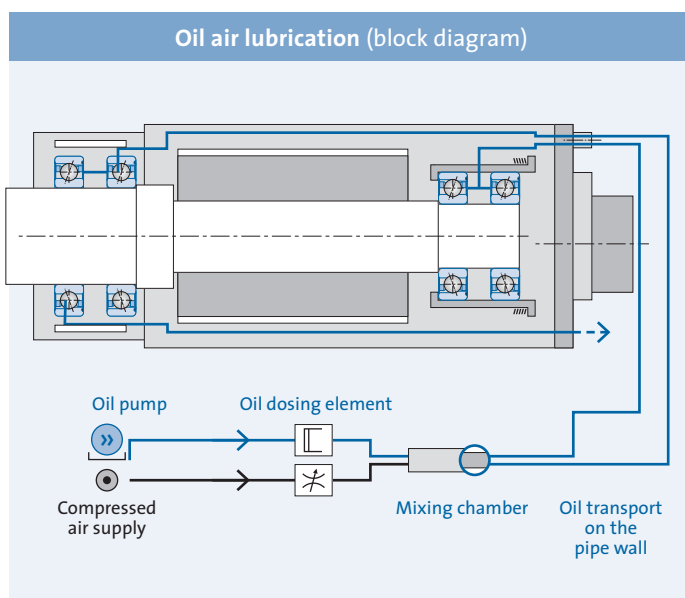 Oil air lubrication (block diagram)
Oil pump
Oil dosing element
Compressed
air supply
Mixing chamber
Oil transport
on the
pipe wall